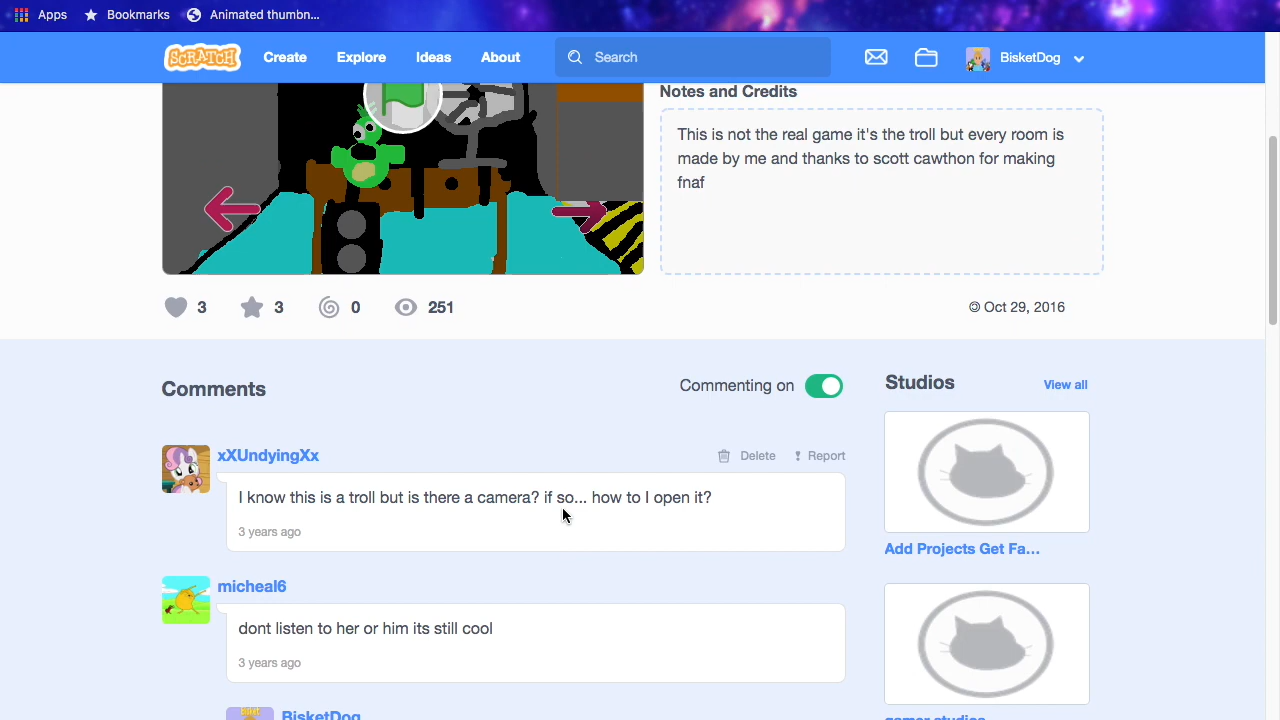 Apps Bookmarks Animated thumbn...
SCRATCH Create Explore Ideas About Search BisketDog
Notes and Credits
This is not the real game it's the troll but every room is
made by me and thanks to scott cawthon for making
fnaf
3 3 0 251 © Oct 29, 2016
Comments Commenting on Studios View all
xXUndyingXx Delete Report
I know this is a troll but is there a camera? if so... how to I open it?
3 years ago
Add Projects Get Fa...
micheal6
dont listen to her or him its still cool
3 years ago
BisketDog
gamer studios